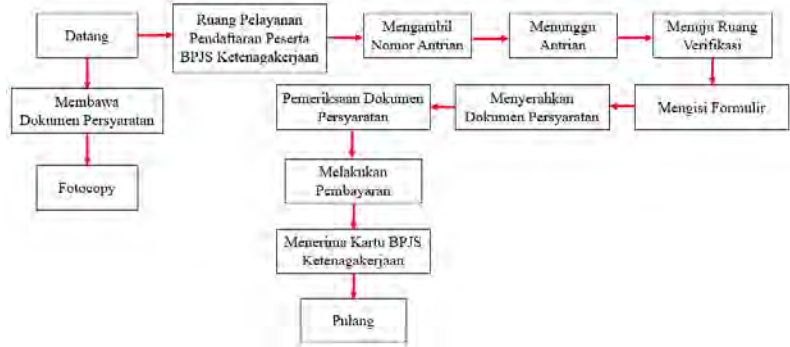 Datang
Ruang Pelayanan
Pendaftaran Peserta
BPJS Ketenagakerjaan
Mengambil
Nomor Antrian
Menunggu
Antrian
Menuju Ruang
Verifikasi
Membawa
Dokumen Persyaratan
Pemeriksaan Dokumen
Persyaratan
Menyerahkan
Dokumen Persyaratan
Mengisi Formulir
Fotocopy
Melakukan
Pembayaran
Menerima Kartu BPJS
Ketenagakerjaan
Pulang